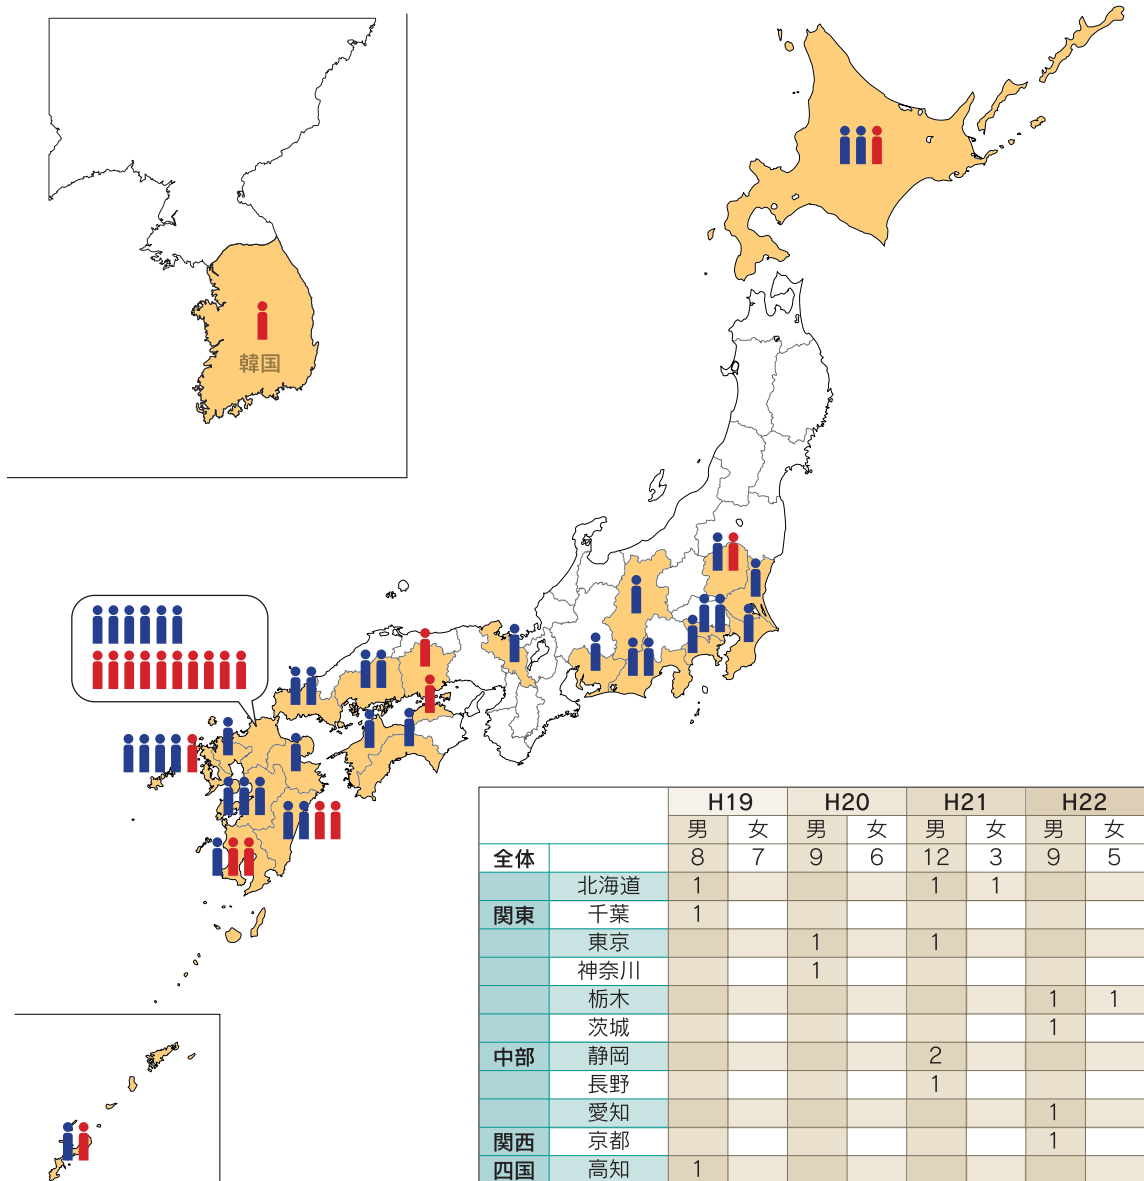 韓国
H19 H20 H21 H22
男 女 男 女 男 女 男 女
全体 8 7 9 6 12 3 9 5
北海道 1 1 1
関東 千葉 1
東京 1 1
神奈川 1
栃木 1 1
茨城 1
中部 静岡 2
長野 1
愛知 1
関西 京都 1
四国 高知 1